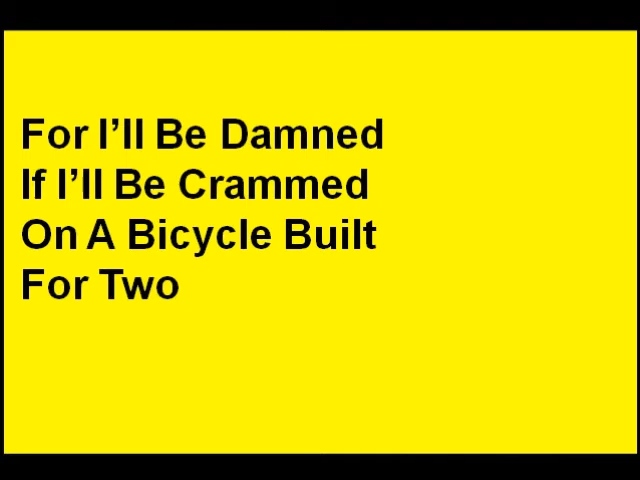 For I’ll Be Damned
If I’ll Be Crammed
On A Bicycle Built
For Two